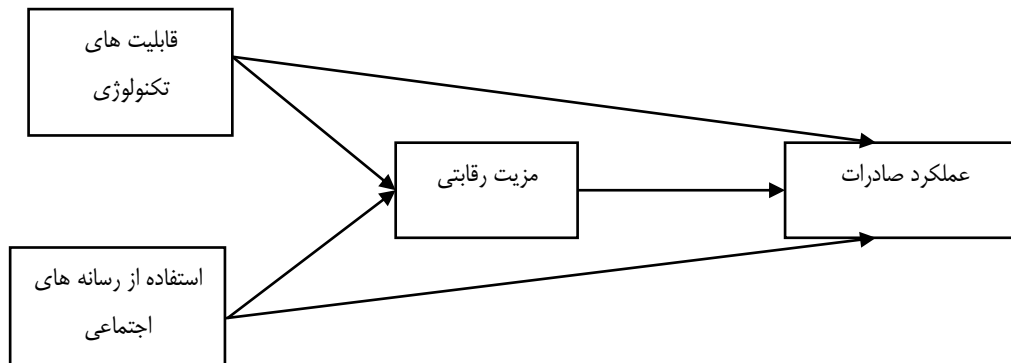 قابلیت های
تکنولوژی
مزیت رقابتی
عملکرد صادرات
استفاده از رسانه های
اجتماعی